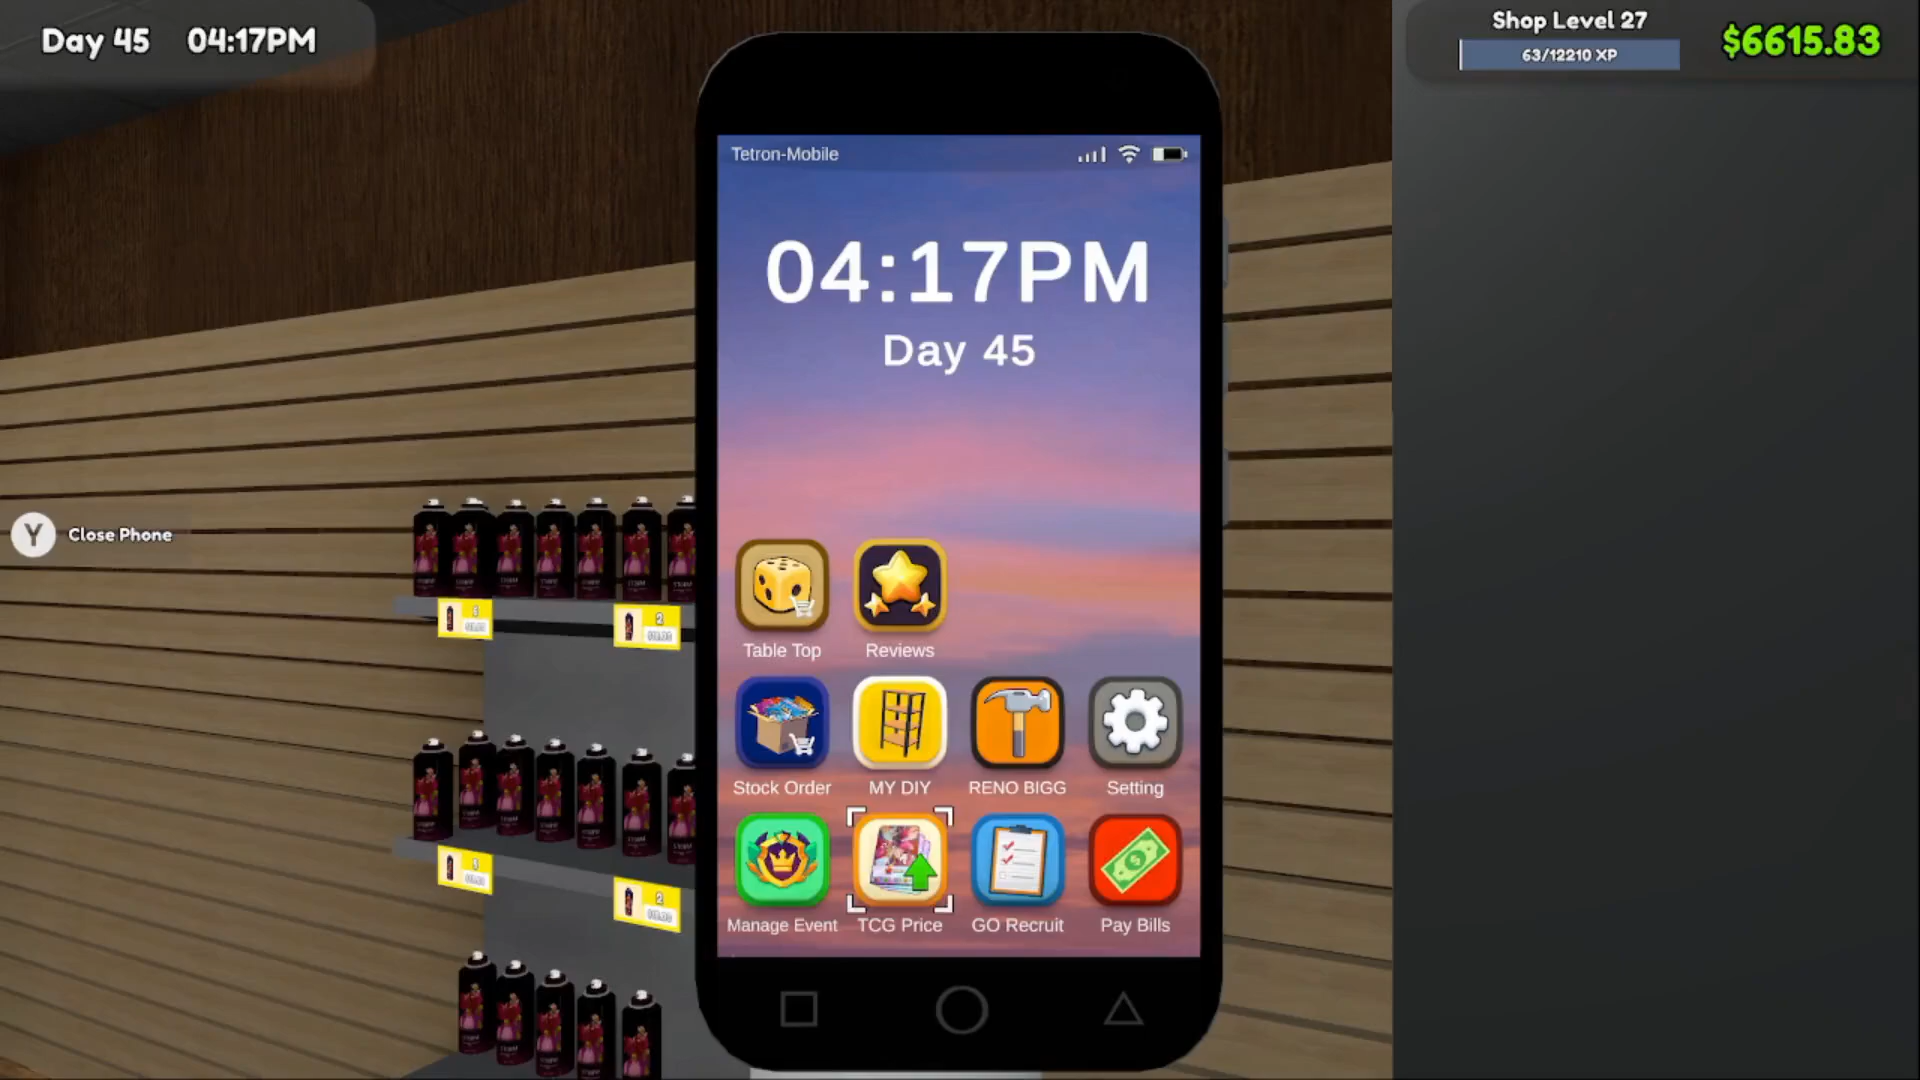 Day 45 04:17PM
Shop Level 27
63/12210 XP
$6615.83
Tetron-Mobile
04:17PM
Day 45
Y Close Phone
Table Top Reviews
Stock Order MY DIY RENO BIGG Setting
Manage Event TCG Price GO Recruit Pay Bills
2
2